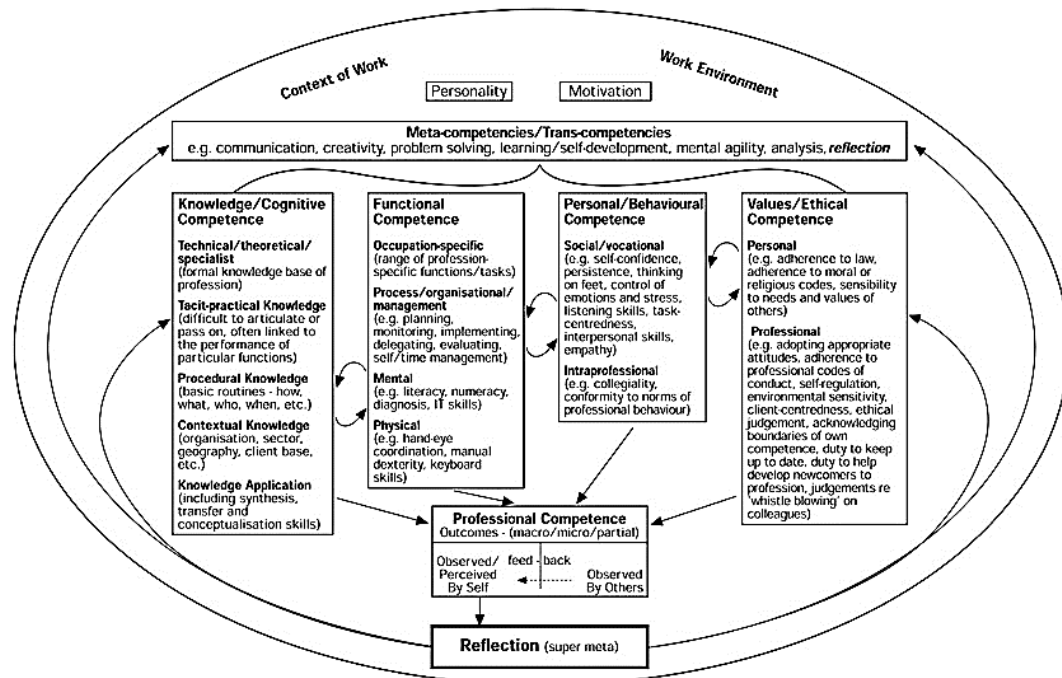 Context of Work
Work Environment
Personality
Motivation
Meta-competencies/Trans-competencies
e.g. communication, creativity, problem solving, learning/self-development, mental agility, analysis, reflection
Knowledge/Cognitive
Competence
Technical/theoretical/
specialist
(formal knowledge base of
profession)
Tacit-practical Knowledge
(difficult to articulate or
pass on, often linked to
the performance of
particular functions)
Procedural Knowledge
(basic routines - how,
what, who, when, etc.)
Contextual Knowledge
(organisation, sector,
geography, client base,
etc.)
Knowledge Application
(including synthesis,
transfer and
conceptualisation skills)
Functional
Competence
Occupation-specific
(range of profession-
specific functions/tasks)
Process/organisational/
management
(e.g. planning,
monitoring, implementing,
delegating, evaluating,
self/time management)
Mental
(e.g. literacy, numeracy,
diagnosis, IT skills)
Physical
(e.g. hand-eye
coordination, manual
dexterity, keyboard
skills)
Personal/Behavioural
Competence
Social/vocational
(e.g. self-confidence,
persistence, thinking
on feet, control of
emotions and stress,
listening skills, task-
centredness,
interpersonal skills,
empathy)
Intraprofessional
(e.g. collegiality,
conformity to norms of
professional behaviour)
Values/Ethical
Competence
Personal
(e.g. adherence to law,
adherence to moral or
religious codes, sensibility
to needs and values of
others)
Professional
(e.g. adopting appropriate
attitudes, adherence to
professional codes of
conduct, self-regulation,
environmental sensitivity,
client-centredness, ethical
judgement, acknowledging
boundaries of own
competence, duty to keep
up to date, duty to help
develop newcomers to
profession, judgements re
'whistle blowing' on
colleagues)
Professional Competence
Outcomes - (macro/micro/partial)
Observed/
Perceived
By Self
feed - back
Observed
By Others
Reflection (super meta)